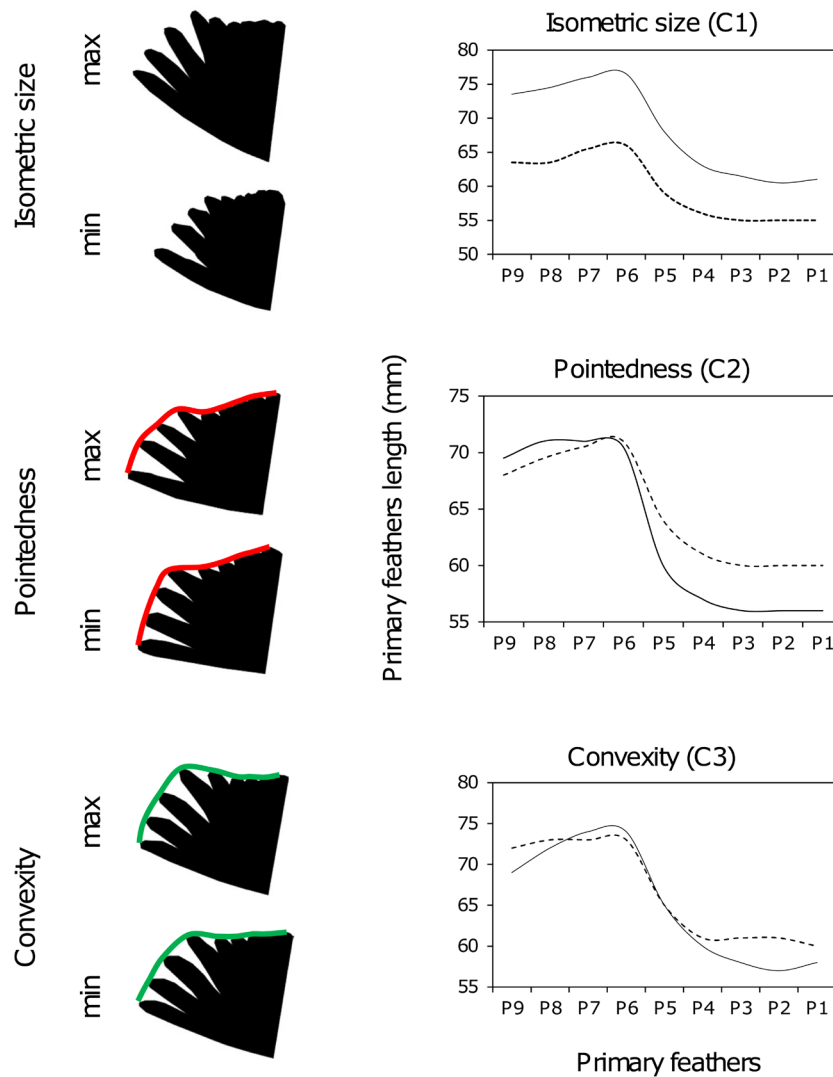 Isometric size
max
min
Isometric size (C1)
80
75
70
65
60
55
50
P9 P8 P7 P6 P5 P4 P3 P2 P1
Pointedness
max
min
Primary feathers length (mm)
Pointedness (C2)
75
70
65
60
55
P9 P8 P7 P6 P5 P4 P3 P2 P1
Convexity
max
min
Convexity (C3)
80
75
70
65
60
55
P9 P8 P7 P6 P5 P4 P3 P2 P1
Primary feathers